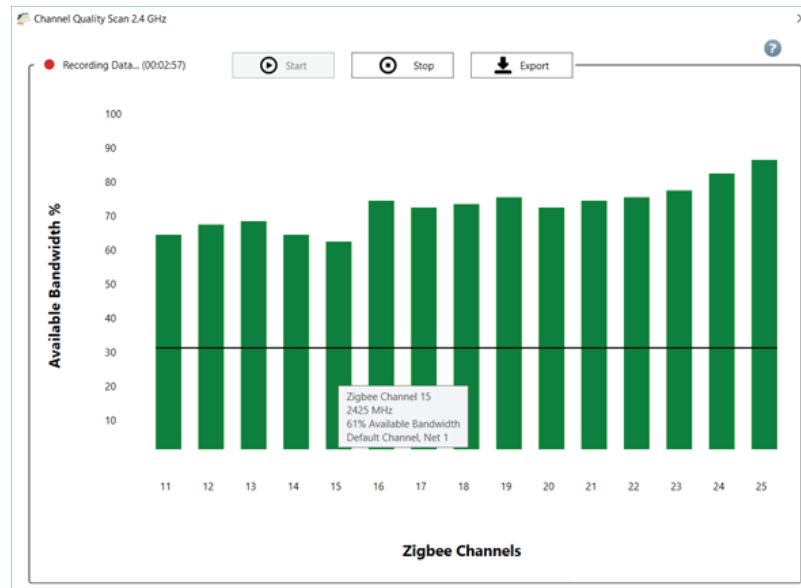 Channel Quality Scan 2.4 GHz
Recording Data... (00:02:57)
Start
Stop
Export
?
Available Bandwidth %
100
90
80
70
60
50
40
30
20
10
Zigbee Channel 15
2425 MHz
61% Available Bandwidth
Default Channel, Net 1
11 12 13 14 15 16 17 18 19 20 21 22 23 24 25
Zigbee Channels